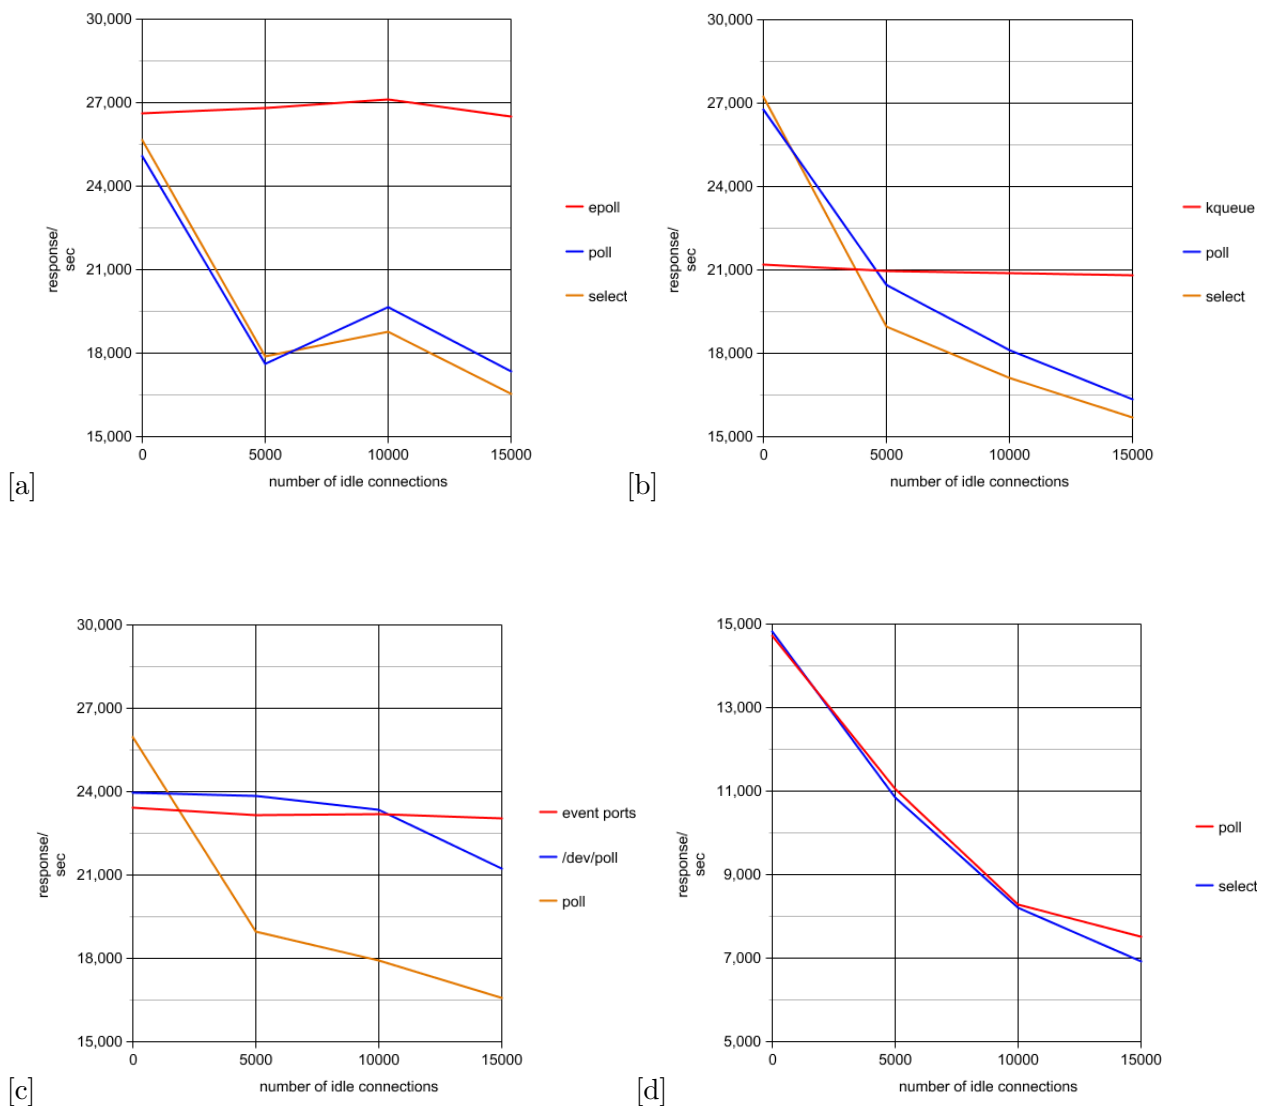 30,000
27,000
24,000
21,000
18,000
15,000
response/
sec
0 5000 10000 15000
number of idle connections
epoll
poll
select
[a]
30,000
27,000
24,000
21,000
18,000
15,000
response/
sec
0 5000 10000 15000
number of idle connections
kqueue
poll
select
[b]
30,000
27,000
24,000
21,000
18,000
15,000
response/
sec
0 5000 10000 15000
number of idle connections
event ports
/dev/poll
poll
[c]
15,000
13,000
11,000
9,000
7,000
5,000
response/
sec
0 5000 10000 15000
number of idle connections
poll
select
[d]